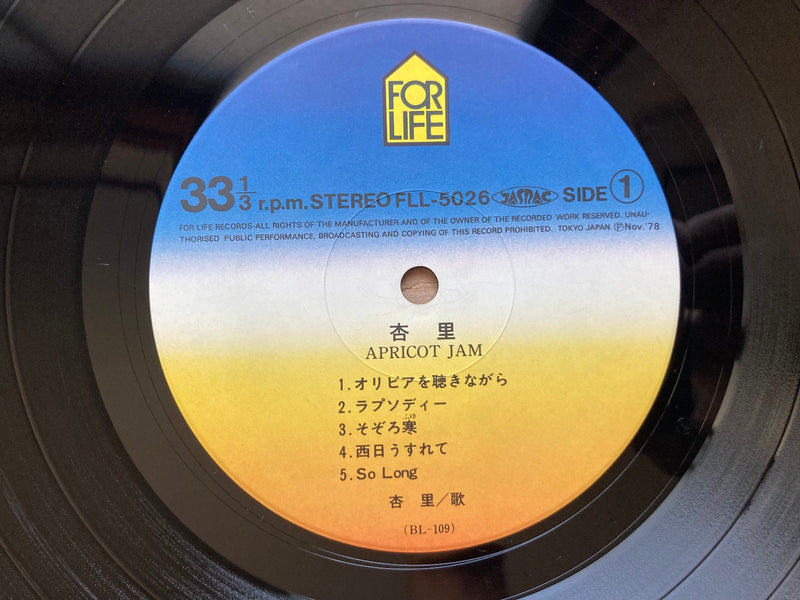 FOR
LIFE
33 1/3 r.p.m. STEREO FLL-5026 JASRAC SIDE 1
FOR LIFE RECORDS-ALL RIGHTS OF THE MANUFACTURER AND OF THE OWNER OF THE RECORDED WORK RESERVED. UNAU-
THORISED PUBLIC PERFORMANCE, BROADCASTING AND COPYING OF THIS RECORD PROHIBITED. TOKYO JAPAN. ℗Nov.'78
杏 里
APRICOT JAM
1.オリビアを聴きながら
2.ラプソディー
ふゆ
3.そぞろ寒
4.西日うすれて
5.So Long
杏 里/歌
(BL-109)